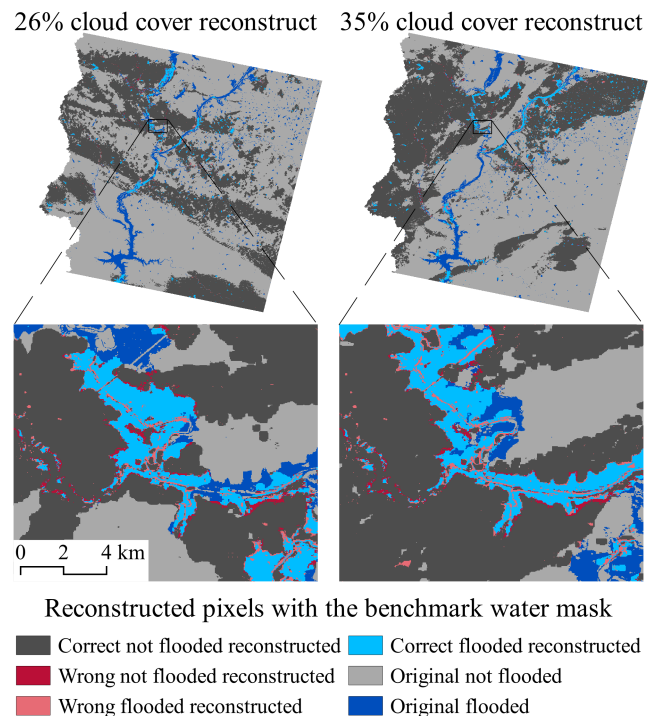 26% cloud cover reconstruct 35% cloud cover reconstruct
0 2 4 km
Reconstructed pixels with the benchmark water mask
Correct not flooded reconstructed Correct flooded reconstructed
Wrong not flooded reconstructed Original not flooded
Wrong flooded reconstructed Original flooded